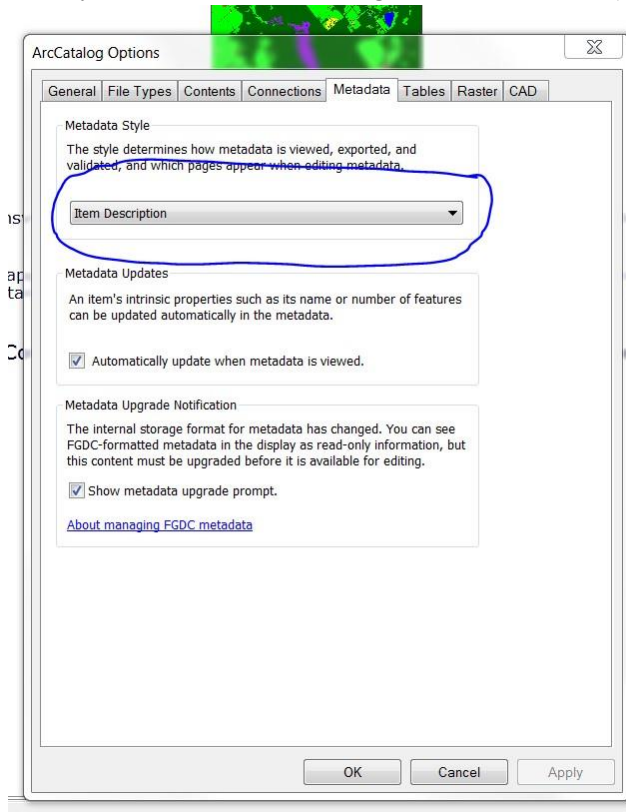 ArcCatalog Options
General File Types Contents Connections Metadata Tables Raster CAD
Metadata Style
The style determines how metadata is viewed, exported, and
validated, and which pages appear when editing metadata.
Item Description
Metadata Updates
An item's intrinsic properties such as its name or number of features
can be updated automatically in the metadata.
Automatically update when metadata is viewed.
Metadata Upgrade Notification
The internal storage format for metadata has changed. You can see
FGDC-formatted metadata in the display as read-only information, but
this content must be upgraded before it is available for editing.
Show metadata upgrade prompt.
About managing FGDC metadata
OK Cancel Apply